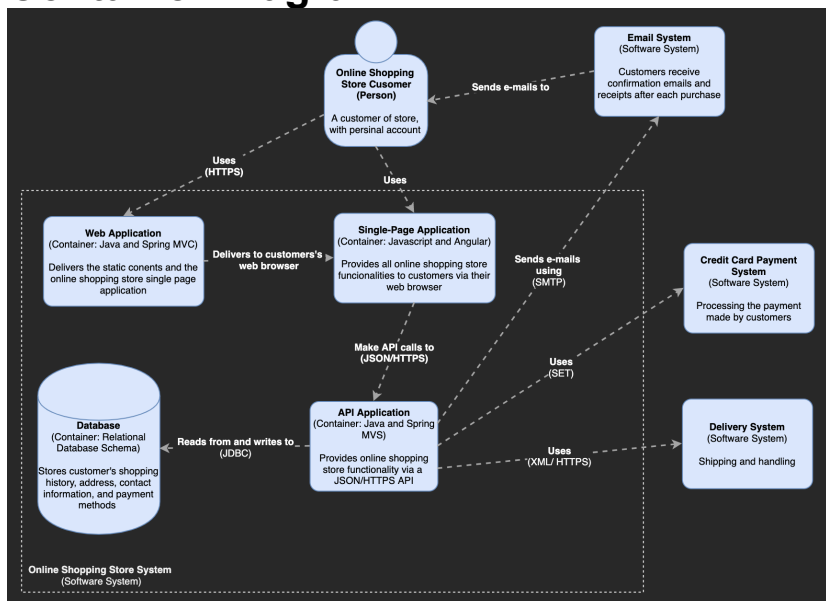 Online Shopping
Store Cusomer
(Person)
A customer of store,
with persinal account
Email System
(Software System)
Customers receive
confirmation emails and
receipts after each purchase
Sends e-mails to
Uses
(HTTPS)
Uses
Web Application
(Container: Java and Spring MVC)
Delivers the static conents and the
online shopping store single page
application
Delivers to customers's
web browser
Single-Page Application
(Container: Javascript and Angular)
Provides all online shopping store
funcionalities to customers via their
web browser
Sends e-mails
using
(SMTP)
Credit Card Payment
System
(Software System)
Processing the payment
made by customers
Make API calls to
(JSON/HTTPS)
Uses
(SET)
Database
(Container: Relational
Database Schema)
Stores customer's shopping
history, address, contact
information, and payment
methods
Reads from and writes to
(JDBC)
API Application
(Container: Java and Spring
MVS)
Provides online shopping
store functionality via a
JSON/HTTPS API
Uses
(XML/ HTTPS)
Delivery System
(Software System)
Shipping and handling
Online Shopping Store System
(Software System)